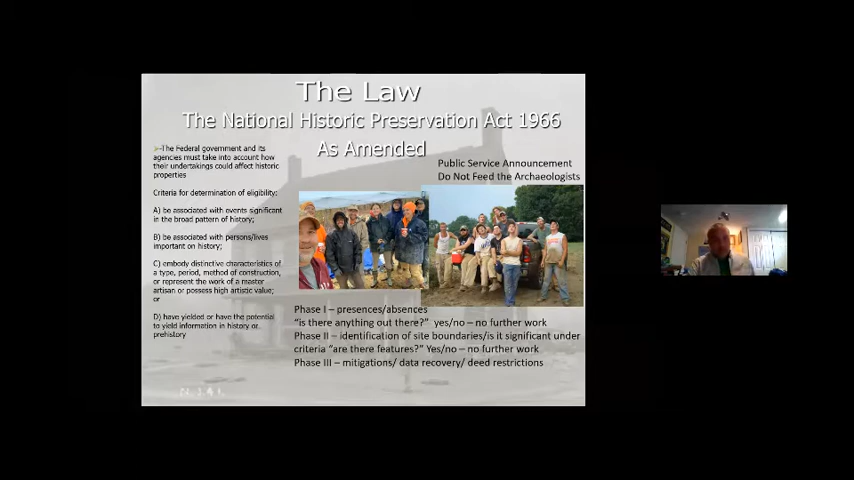 The Law
The National Historic Preservation Act 1966
As Amended
➢The Federal government and its
agencies must take into account how
their undertakings could affect historic
properties
Criteria for determination of eligibility:
A) be associated with events significant
in the broad pattern of history;
B) be associated with persons/lives
important on history;
C) embody distinctive characteristics of
a type, period, method of construction,
or represent the work of a master
artisan or possess high artistic value;
or
D) have yielded or have the potential
to yield information in history or
prehistory
Public Service Announcement
Do Not Feed the Archaeologists
Phase I – presences/absences
“is there anything out there?” yes/no – no further work
Phase II – identification of site boundaries/is it significant under
criteria “are there features?” Yes/no – no further work
Phase III – mitigations/ data recovery/ deed restrictions